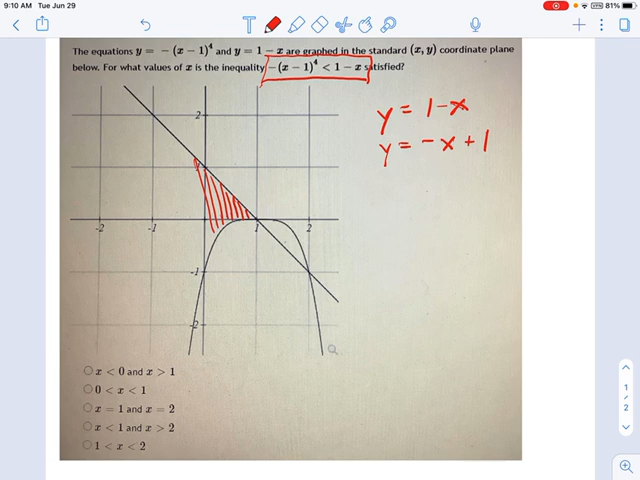 9:10 AM Tue Jun 29
VPN 81%
T
The equations y = − (x − 1)⁴ and y = 1 − x are graphed in the standard (x, y) coordinate plane
below. For what values of x is the inequality −(x − 1)⁴ < 1 − x satisfied?
y = 1-x
y = -x + 1
2
-2 -1 1 2
-1
-2
x < 0 and x > 1
0 < x < 1
x = 1 and x = 2
x < 1 and x > 2
1 < x < 2
1
2